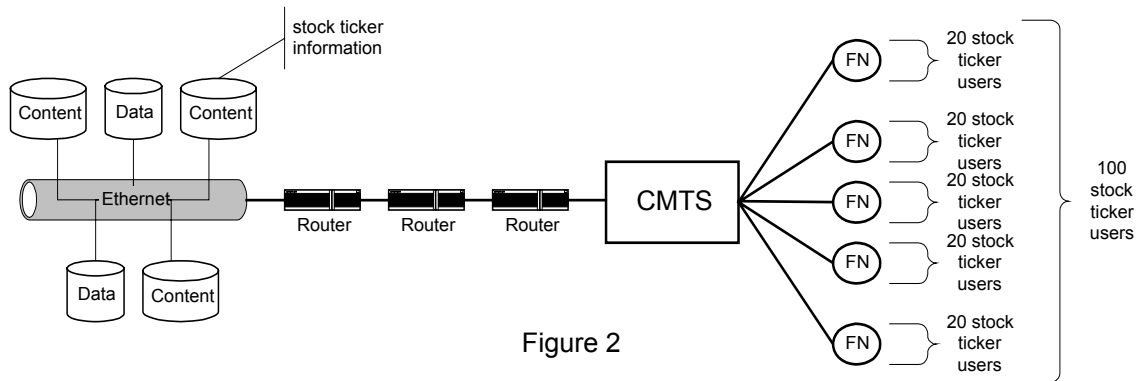 stock ticker
information
Content
Data
Content
Ethernet
Data
Content
Router
Router
Router
CMTS
FN
20 stock
ticker
users
FN
20 stock
ticker
users
FN
20 stock
ticker
users
FN
20 stock
ticker
users
FN
20 stock
ticker
users
100
stock
ticker
users
Figure 2